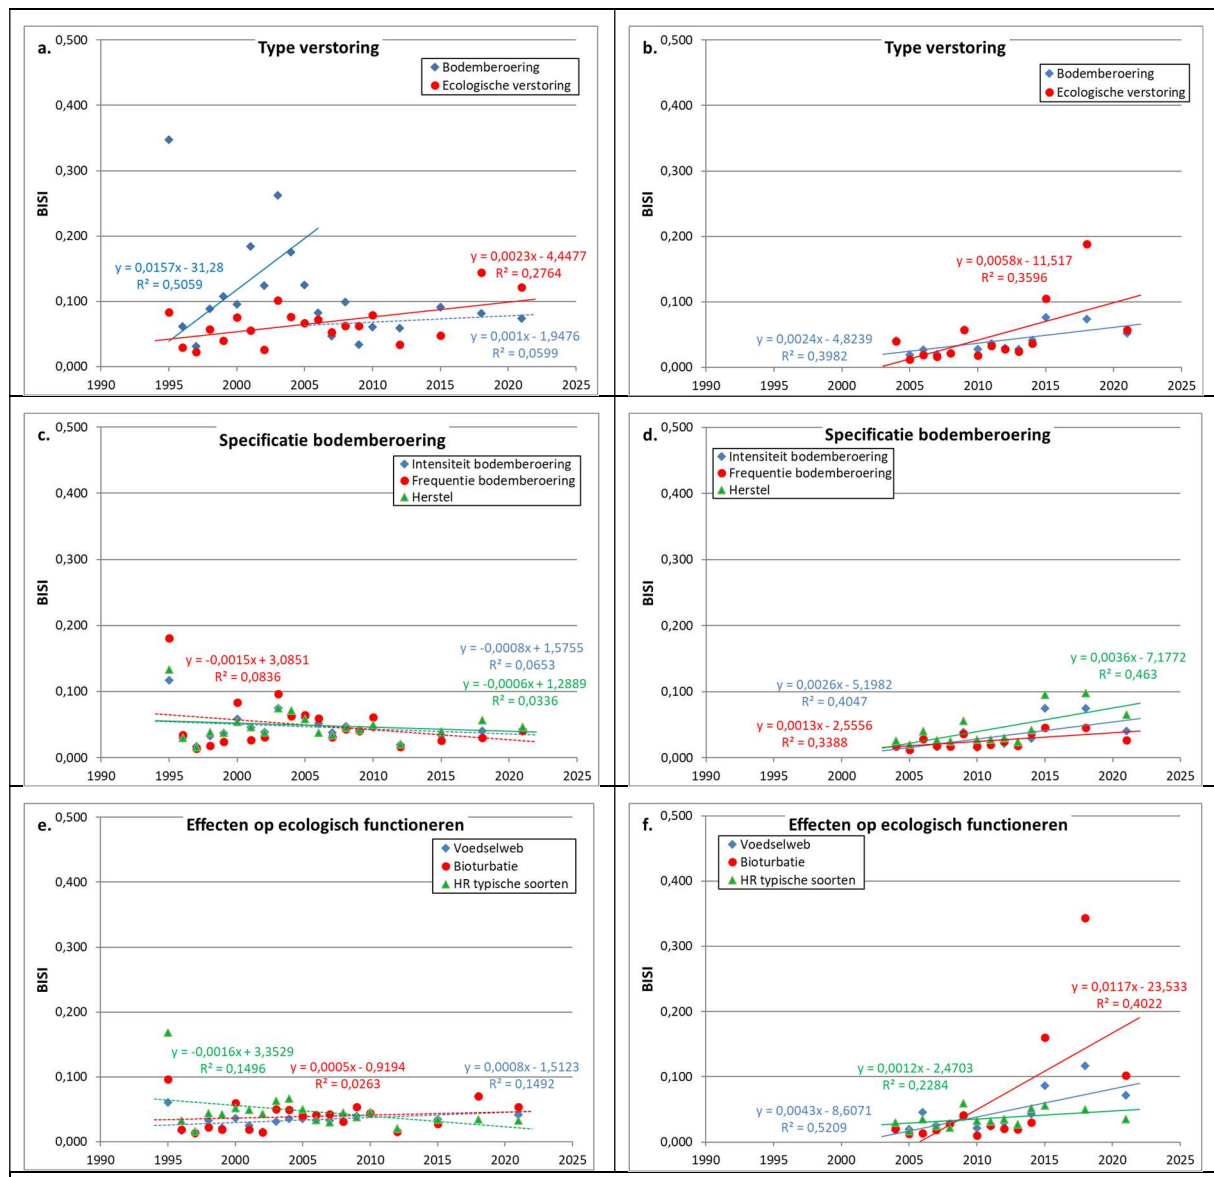 a.
Type verstoring
Bodemberoering
Ecologische verstoring
0,500
0,400
0,300
0,200
0,100
0,000
BISI
y = 0,0157x - 31,28
R² = 0,5059
y = 0,0023x - 4,4477
R² = 0,2764
y = 0,001x - 1,9476
R² = 0,0599
1990 1995 2000 2005 2010 2015 2020 2025
b.
Type verstoring
Bodemberoering
Ecologische verstoring
0,500
0,400
0,300
0,200
0,100
0,000
BISI
y = 0,0058x - 11,517
R² = 0,3596
y = 0,0024x - 4,8239
R² = 0,3982
1990 1995 2000 2005 2010 2015 2020 2025
c.
Specificatie bodemberoering
Intensiteit bodemberoering
Frequentie bodemberoering
Herstel
0,500
0,400
0,300
0,200
0,100
0,000
BISI
y = -0,0015x + 3,0851
R² = 0,0836
y = -0,0008x + 1,5755
R² = 0,0653
y = -0,0006x + 1,2889
R² = 0,0336
1990 1995 2000 2005 2010 2015 2020 2025
d.
Specificatie bodemberoering
Intensiteit bodemberoering
Frequentie bodemberoering
Herstel
0,500
0,400
0,300
0,200
0,100
0,000
BISI
y = 0,0036x - 7,1772
R² = 0,463
y = 0,0026x - 5,1982
R² = 0,4047
y = 0,0013x - 2,5556
R² = 0,3388
1990 1995 2000 2005 2010 2015 2020 2025
e.
Effecten op ecologisch functioneren
Voedselweb
Bioturbatie
HR typische soorten
0,500
0,400
0,300
0,200
0,100
0,000
BISI
y = -0,0016x + 3,3529
R² = 0,1496
y = 0,0005x - 0,9194
R² = 0,0263
y = 0,0008x - 1,5123
R² = 0,1492
1990 1995 2000 2005 2010 2015 2020 2025
f.
Effecten op ecologisch functioneren
Voedselweb
Bioturbatie
HR typische soorten
0,500
0,400
0,300
0,200
0,100
0,000
BISI
y = 0,0117x - 23,533
R² = 0,4022
y = 0,0012x - 2,4703
R² = 0,2284
y = 0,0043x - 8,6071
R² = 0,5209
1990 1995 2000 2005 2010 2015 2020 2025